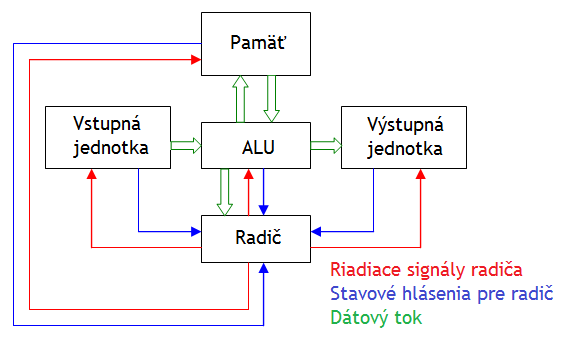 Pamäť
Vstupná
jednotka
ALU
Výstupná
jednotka
Radič
Riadiace signály radiča
Stavové hlásenia pre radič
Dátový tok